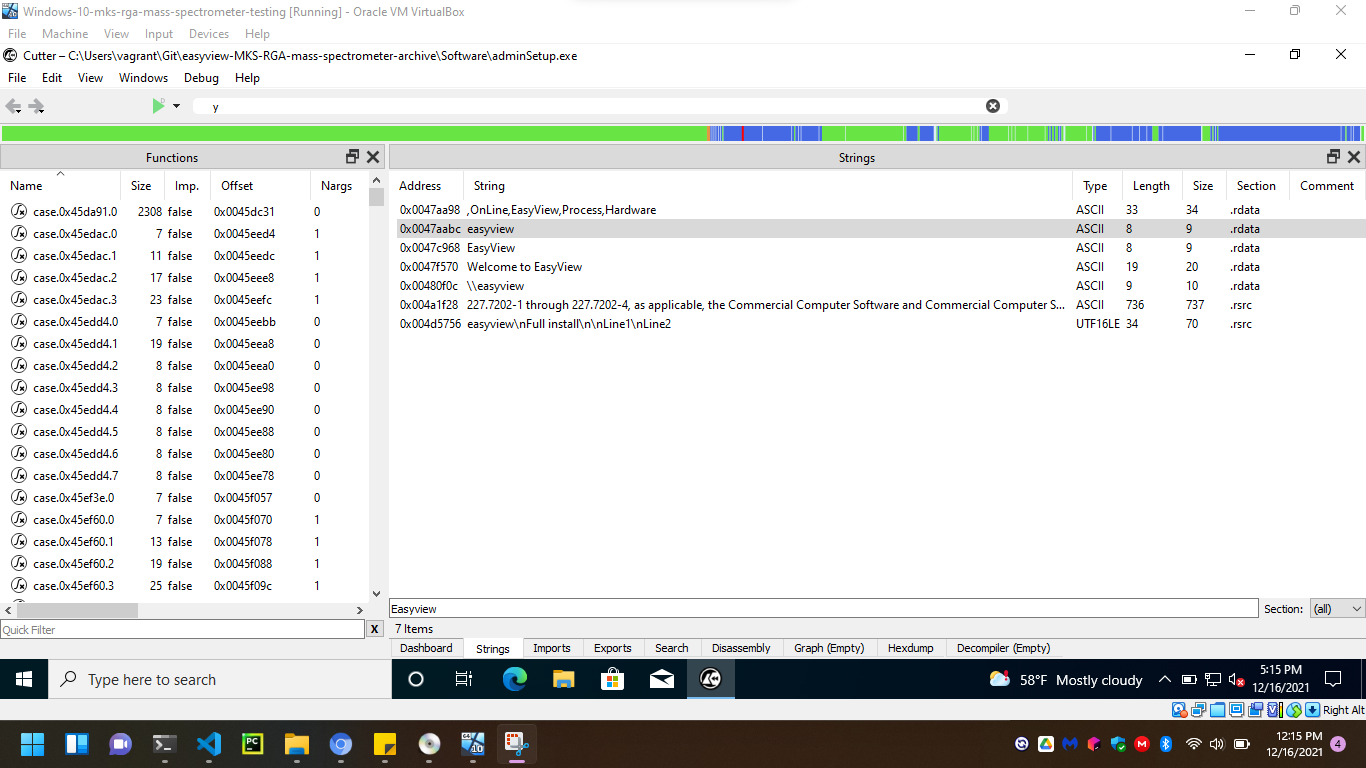 Windows-10-mks-rga-mass-spectrometer-testing [Running] - Oracle VM VirtualBox
File Machine View Input Devices Help
Cutter – C:\Users\vagrant\Git\easyview-MKS-RGA-mass-spectrometer-archive\Software\adminSetup.exe
File Edit View Windows Debug Help
y
Functions
Name Size Imp. Offset Nargs
case.0x45da91.0 2308 false 0x0045dc31 0
case.0x45edac.0 7 false 0x0045eed4 1
case.0x45edac.1 11 false 0x0045eedc 1
case.0x45edac.2 17 false 0x0045eee8 1
case.0x45edac.3 23 false 0x0045eefc 1
case.0x45edd4.0 7 false 0x0045eebb 0
case.0x45edd4.1 19 false 0x0045eea8 0
case.0x45edd4.2 8 false 0x0045eea0 0
case.0x45edd4.3 8 false 0x0045ee98 0
case.0x45edd4.4 8 false 0x0045ee90 0
case.0x45edd4.5 8 false 0x0045ee88 0
case.0x45edd4.6 8 false 0x0045ee80 0
case.0x45edd4.7 8 false 0x0045ee78 0
case.0x45ef3e.0 7 false 0x0045f057 0
case.0x45ef60.0 7 false 0x0045f070 1
case.0x45ef60.1 13 false 0x0045f078 1
case.0x45ef60.2 19 false 0x0045f088 1
case.0x45ef60.3 25 false 0x0045f09c 1
Quick Filter X
Strings
Address String Type Length Size Section Comment
0x0047aa98 ,OnLine,EasyView,Process,Hardware ASCII 33 34 .rdata
0x0047aabc easyview ASCII 8 9 .rdata
0x0047c968 EasyView ASCII 8 9 .rdata
0x0047f570 Welcome to EasyView ASCII 19 20 .rdata
0x00480f0c \\easyview ASCII 9 10 .rdata
0x004a1f28 227.7202-1 through 227.7202-4, as applicable, the Commercial Computer Software and Commercial Computer S... ASCII 736 737 .rsrc
0x004d5756 easyview\nFull install\n\nLine1\nLine2 UTF16LE 34 70 .rsrc
Easyview Section: (all)
7 Items
Dashboard Strings Imports Exports Search Disassembly Graph (Empty) Hexdump Decompiler (Empty)
Type here to search
58°F Mostly cloudy
5:15 PM
12/16/2021
Right Alt
12:15 PM
12/16/2021
4